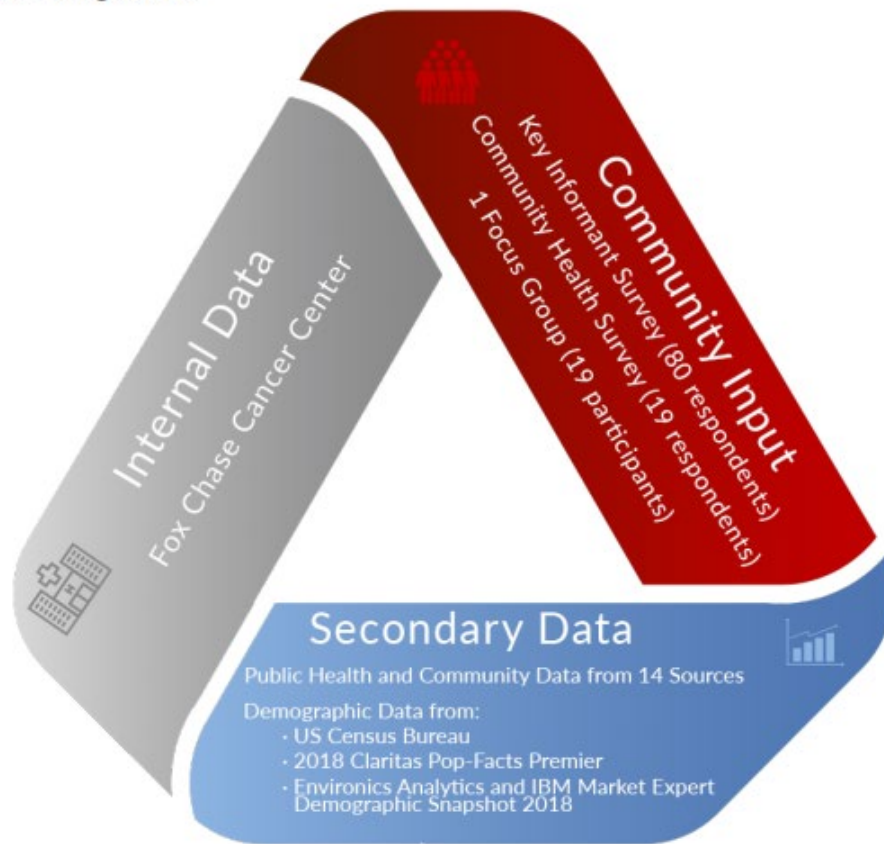 Community Input
Key Informant Survey (80 respondents)
Community Health Survey (19 respondents)
1 Focus Group (19 participants)
Internal Data
Fox Chase Cancer Center
Secondary Data
Public Health and Community Data from 14 Sources
Demographic Data from:
· US Census Bureau
· 2018 Claritas Pop-Facts Premier
· Environics Analytics and IBM Market Expert
Demographic Snapshot 2018